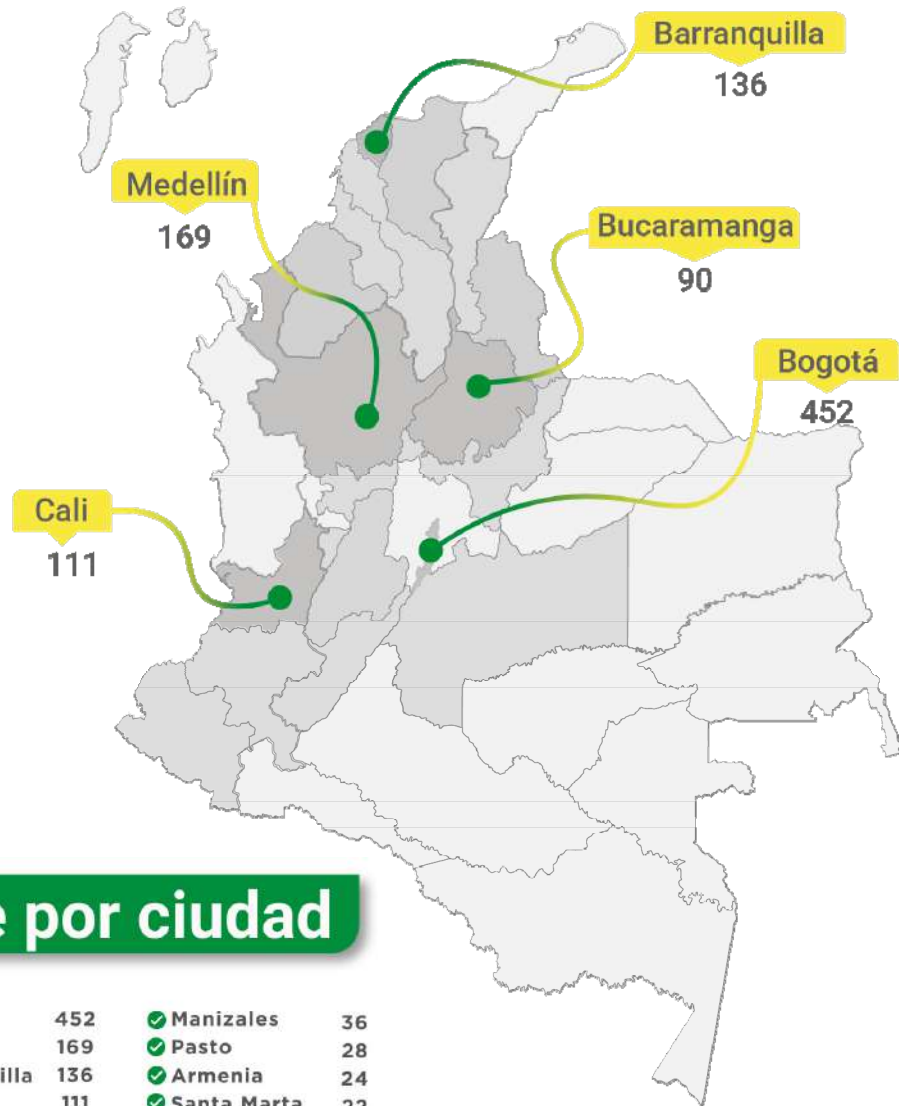 Barranquilla
136
Medellín
169
Bucaramanga
90
Bogotá
452
Cali
111
por ciudad
452 Manizales 36
169 Pasto 28
136 Armenia 24